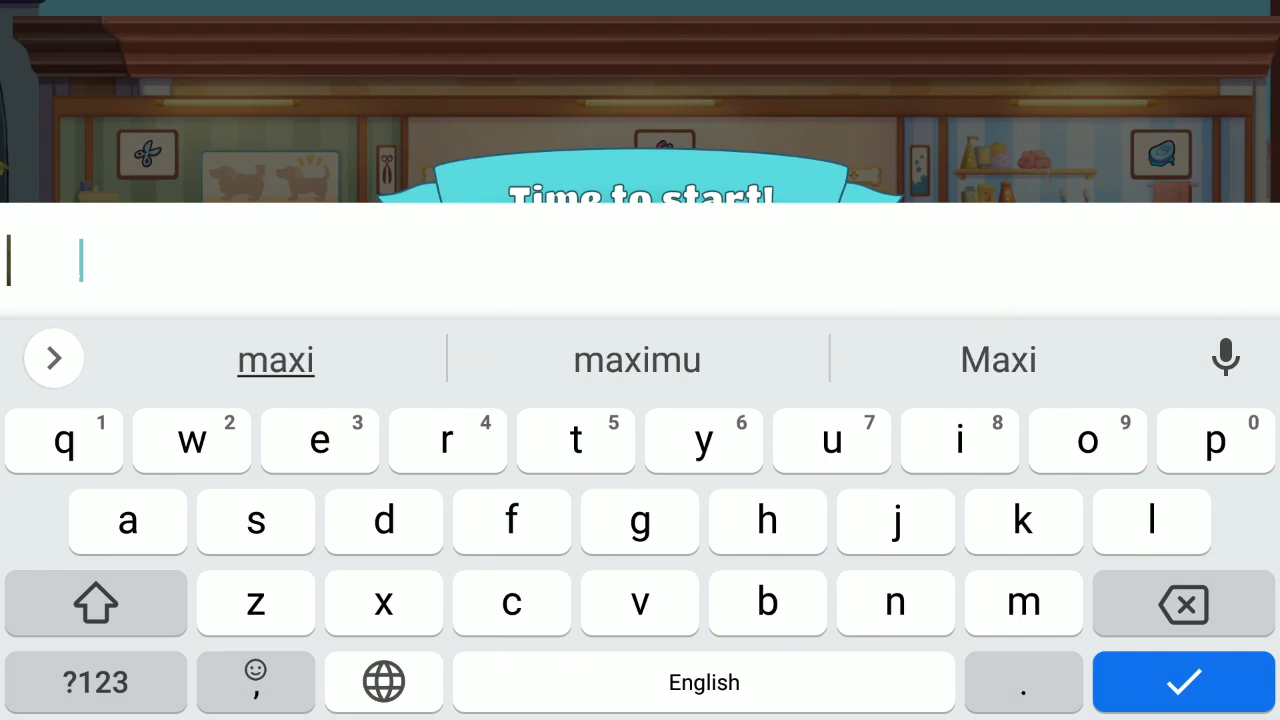 Time to start!
maxi maximu Maxi
q 1 w 2 e 3 r 4 t 5 y 6 u 7 i 8 o 9 p 0
a s d f g h j k l
z x c v b n m
?123 , English .